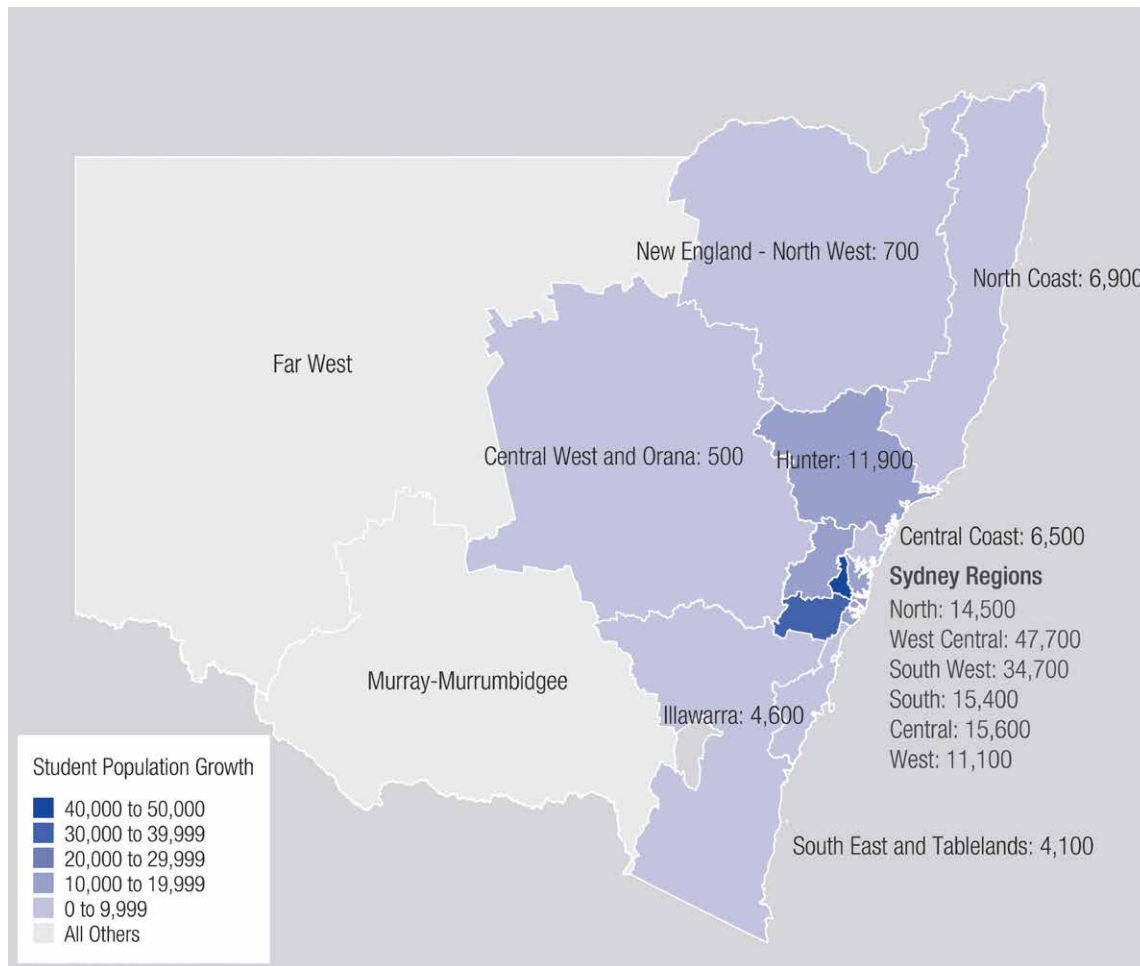 New England - North West: 700
North Coast: 6,900
Far West
Central West and Orana: 500
Hunter: 11,900
Central Coast: 6,500
Sydney Regions
North: 14,500
West Central: 47,700
South West: 34,700
South: 15,400
Central: 15,600
West: 11,100
Murray-Murrumbidgee
Illawarra: 4,600
South East and Tablelands: 4,100
Student Population Growth
40,000 to 50,000
30,000 to 39,999
20,000 to 29,999
10,000 to 19,999
0 to 9,999
All Others